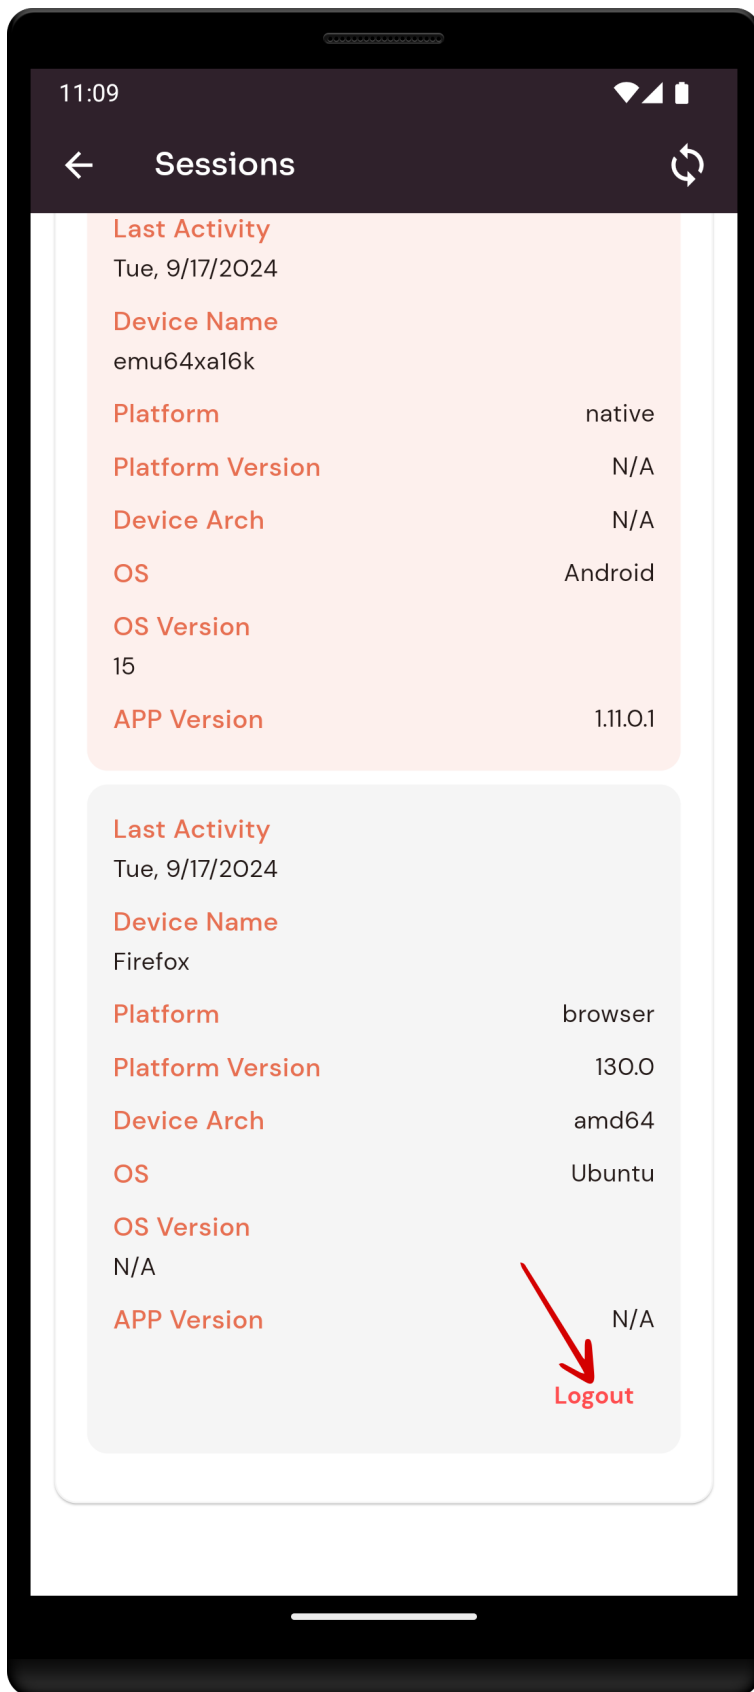 11:09
Sessions
Last Activity
Tue, 9/17/2024
Device Name
emu64xa16k
Platform native
Platform Version N/A
Device Arch N/A
OS Android
OS Version
15
APP Version 1.11.0.1
Last Activity
Tue, 9/17/2024
Device Name
Firefox
Platform browser
Platform Version 130.0
Device Arch amd64
OS Ubuntu
OS Version
N/A
APP Version N/A
Logout